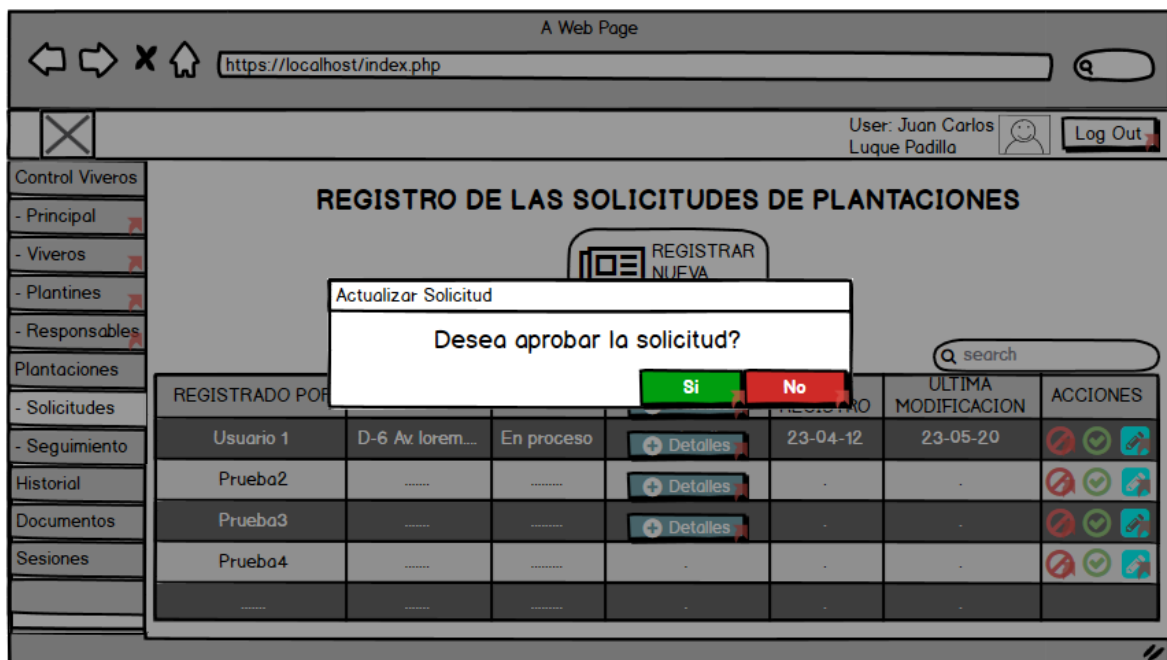 A Web Page
https://localhost/index.php
User: Juan Carlos
Luque Padilla
Log Out
Control Viveros
- Principal
- Viveros
- Plantines
- Responsables
Plantaciones
- Solicitudes
- Seguimiento
Historial
Documentos
Sesiones
REGISTRO DE LAS SOLICITUDES DE PLANTACIONES
REGISTRAR
NUEVA
Actualizar Solicitud
Desea aprobar la solicitud?
Si No
search
REGISTRADO POR ULTIMA MODIFICACION ACCIONES
Usuario 1 D-6 Av. lorem.... En proceso Detalles 23-04-12 23-05-20
Prueba2 ....... ......... Detalles . .
Prueba3 ....... ......... Detalles . .
Prueba4 ....... ......... . . .
....... ....... ......... . . .